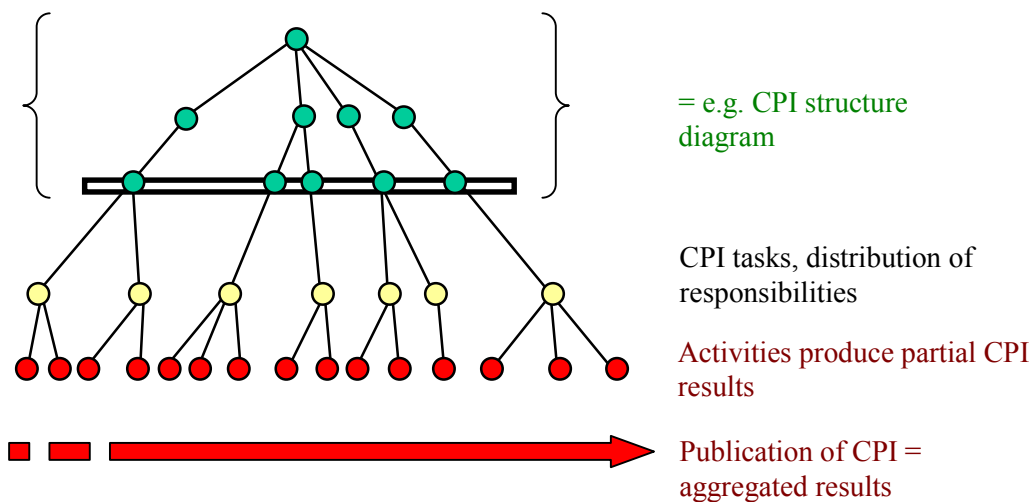 = e.g. CPI structure
diagram
CPI tasks, distribution of
responsibilities
Activities produce partial CPI
results
Publication of CPI =
aggregated results